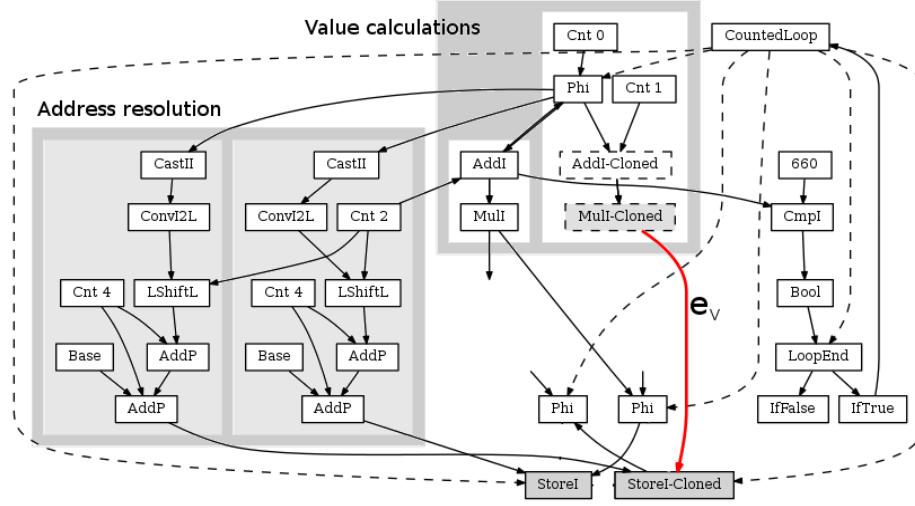 Value calculations
Cnt 0
CountedLoop
Phi
Cnt 1
Address resolution
CastII
CastII
AddI
AddI-Cloned
660
ConvI2L
ConvI2L
Cnt 2
MulI
MulI-Cloned
CmpI
Cnt 4
LShiftL
Cnt 4
LShiftL
Bool
eV
Base
AddP
Base
AddP
LoopEnd
AddP
AddP
Phi
Phi
IfFalse
IfTrue
StoreI
StoreI-Cloned